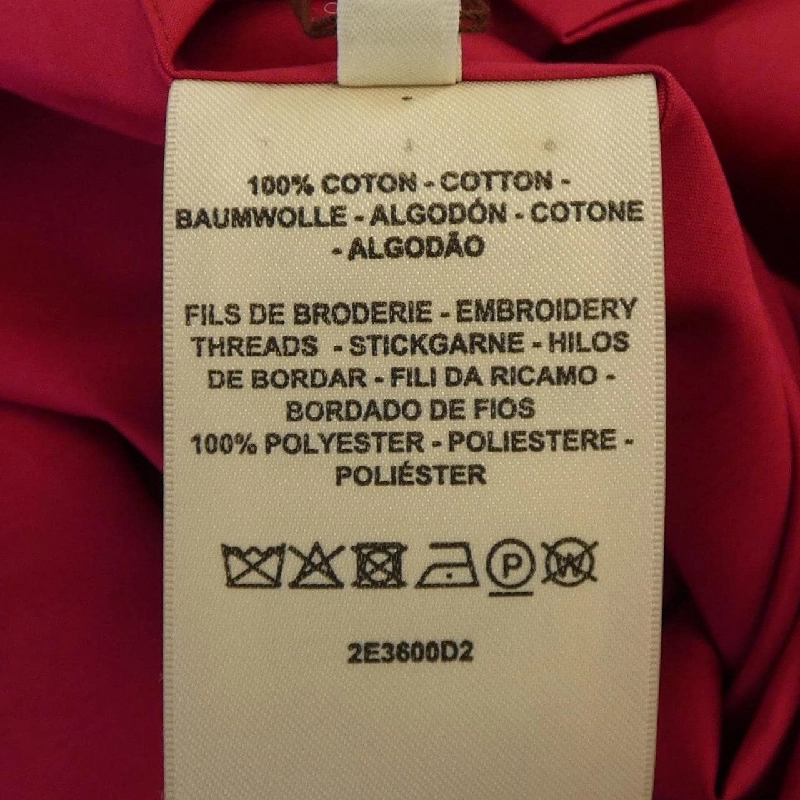 100% COTON - COTTON -
BAUMWOLLE - ALGODÓN - COTONE
- ALGODÃO
FILS DE BRODERIE - EMBROIDERY
THREADS - STICKGARNE - HILOS
DE BORDAR - FILI DA RICAMO -
BORDADO DE FIOS
100% POLYESTER - POLIESTERE -
POLIÉSTER
P W
2E3600D2